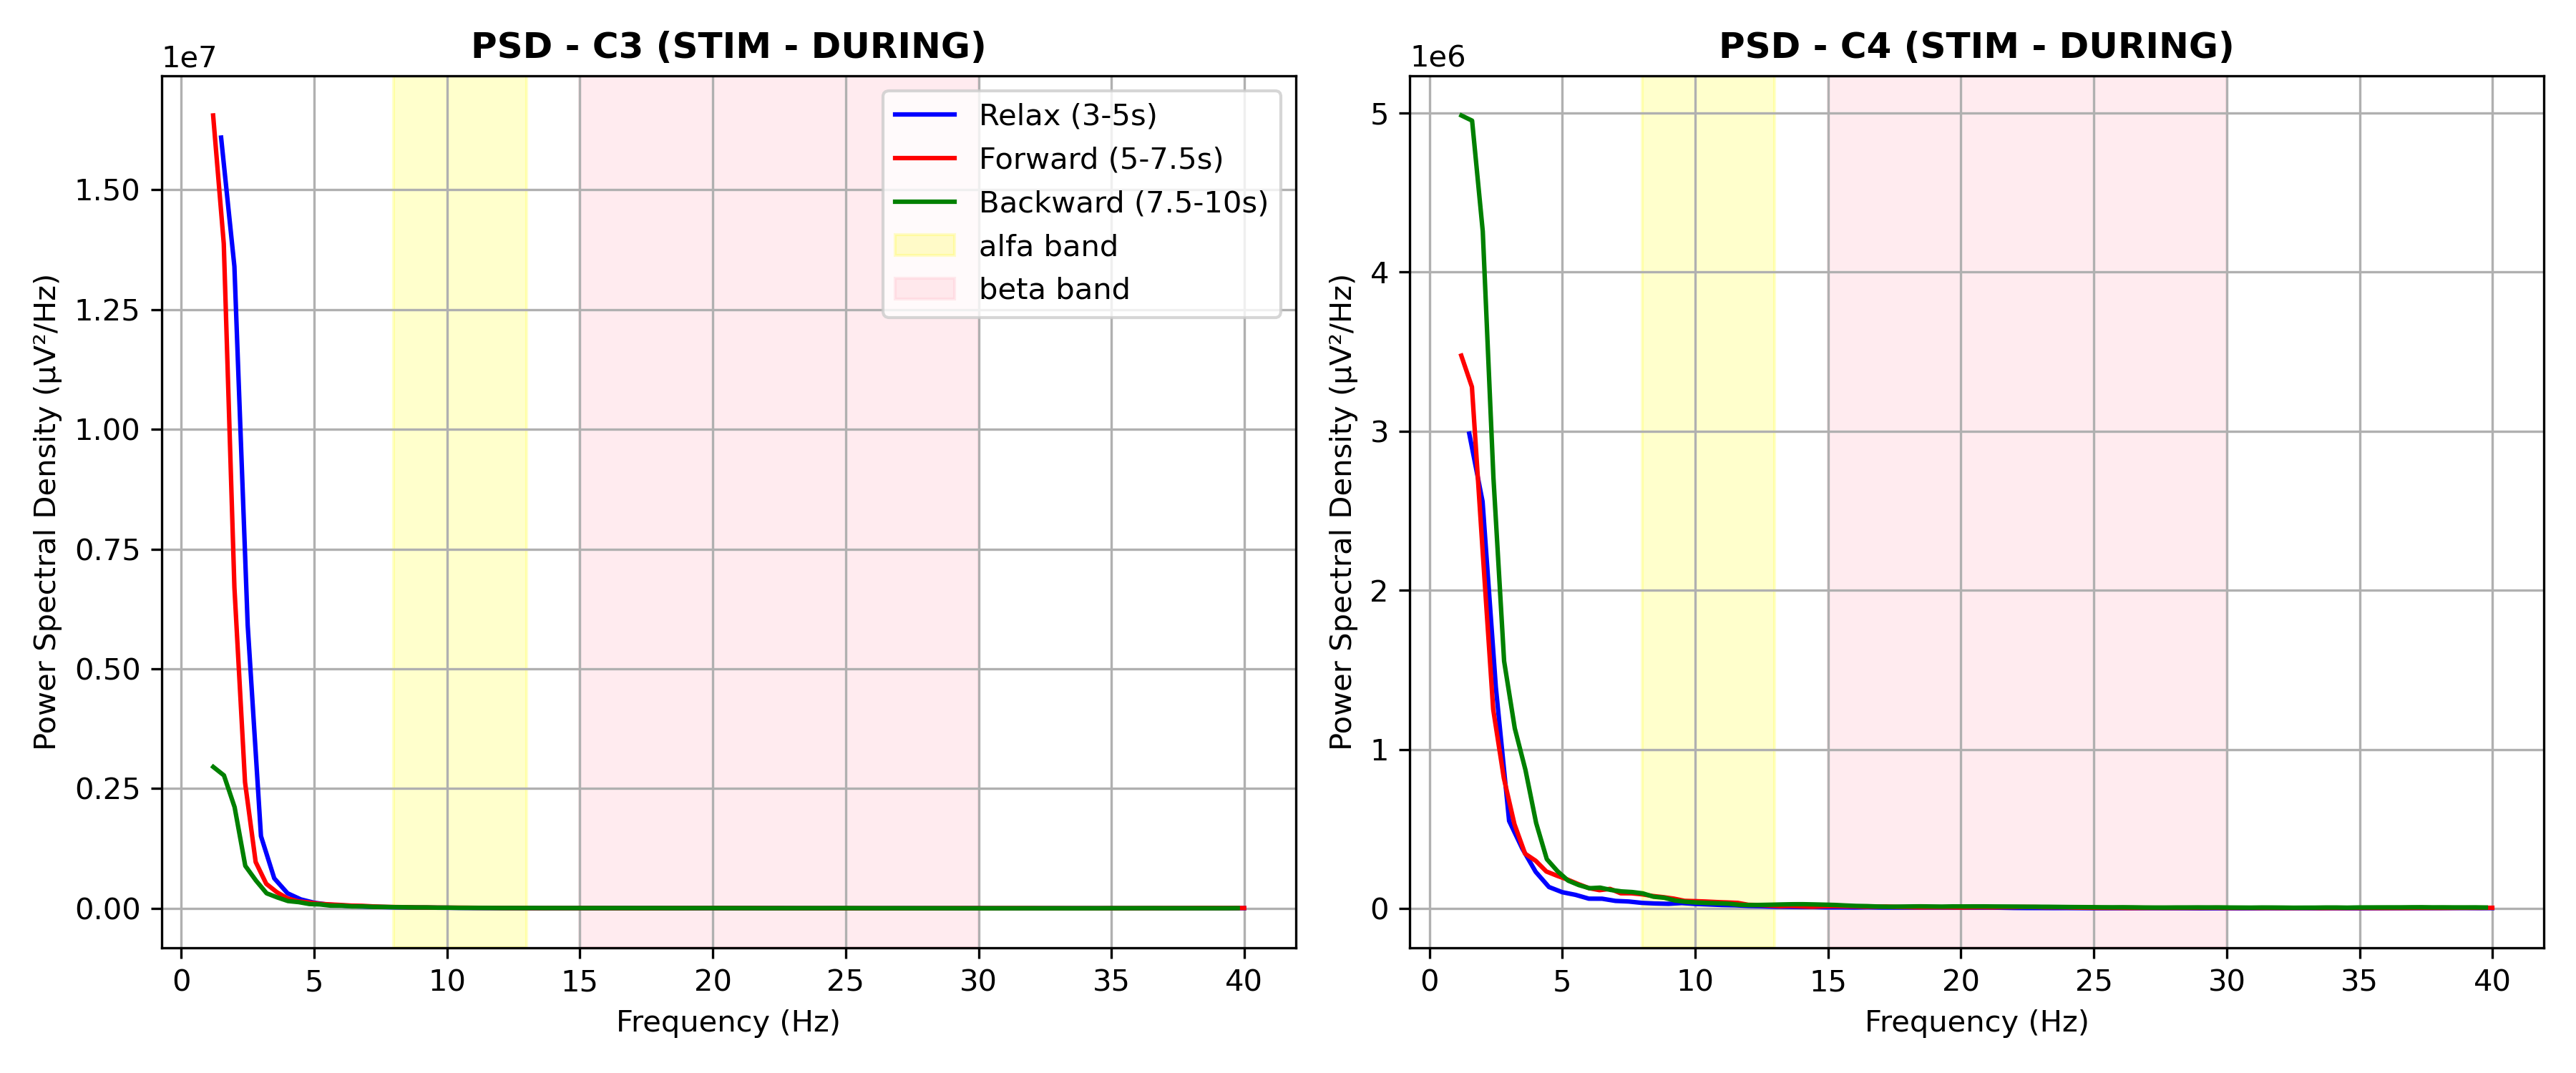 PSD - C3 (STIM - DURING)
1e7
Power Spectral Density (µV²/Hz)
1.50
1.25
1.00
0.75
0.50
0.25
0.00
0 5 10 15 20 25 30 35 40
Frequency (Hz)
Relax (3-5s)
Forward (5-7.5s)
Backward (7.5-10s)
alfa band
beta band
PSD - C4 (STIM - DURING)
1e6
Power Spectral Density (µV²/Hz)
5
4
3
2
1
0
0 5 10 15 20 25 30 35 40
Frequency (Hz)